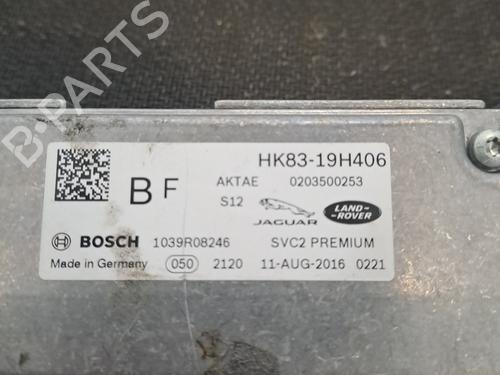 HK83-19H406
BF
AKTAE 0203500253
S12 JAGUAR LAND-ROVER
BOSCH 1039R08246 SVC2 PREMIUM
Made in Germany 050 2120 11-AUG-2016 0221
B-PARTS